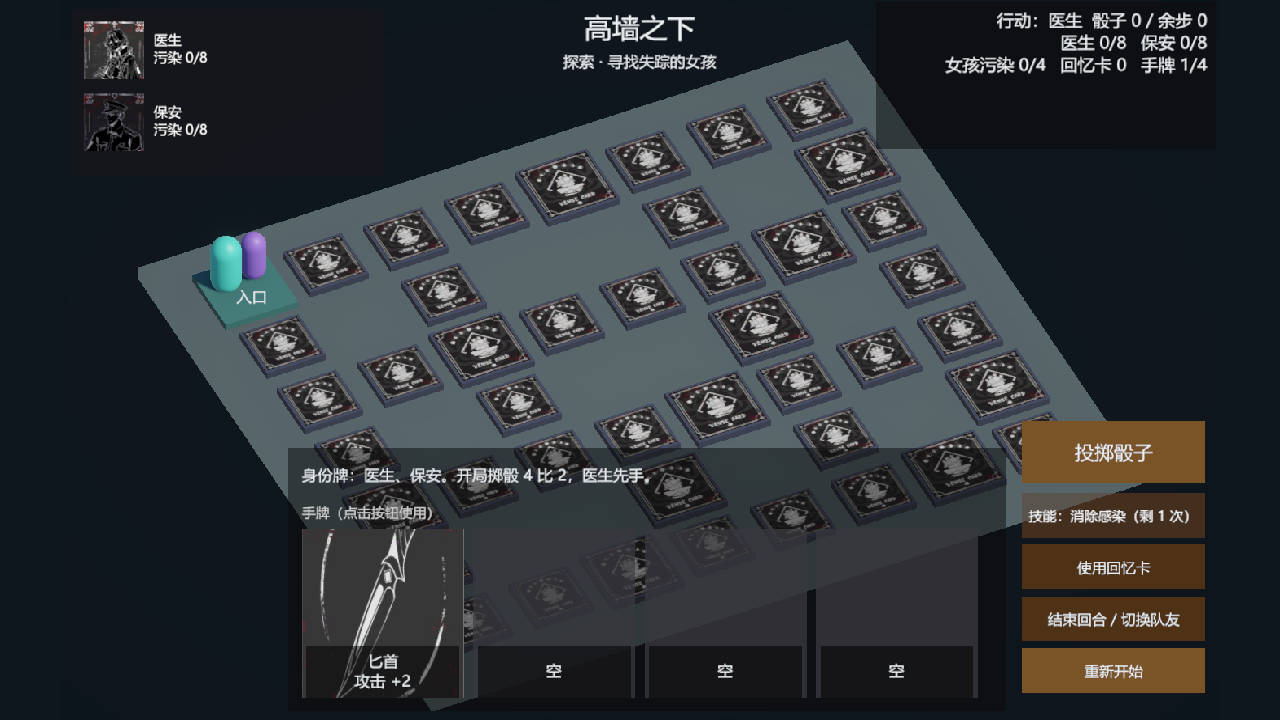 高墙之下
探索 · 寻找失踪的女孩
医生
污染 0/8
保安
污染 0/8
行动: 医生 骰子 0 / 余步 0
医生 0/8 保安 0/8
女孩污染 0/4 回忆卡 0 手牌 1/4
入口
身份牌: 医生、保安。开局掷骰 4 比 2，医生先手。
手牌（点击按钮使用）
匕首
攻击 +2
空
空
空
投掷骰子
技能: 消除感染（剩 1 次）
使用回忆卡
结束回合 / 切换队友
重新开始